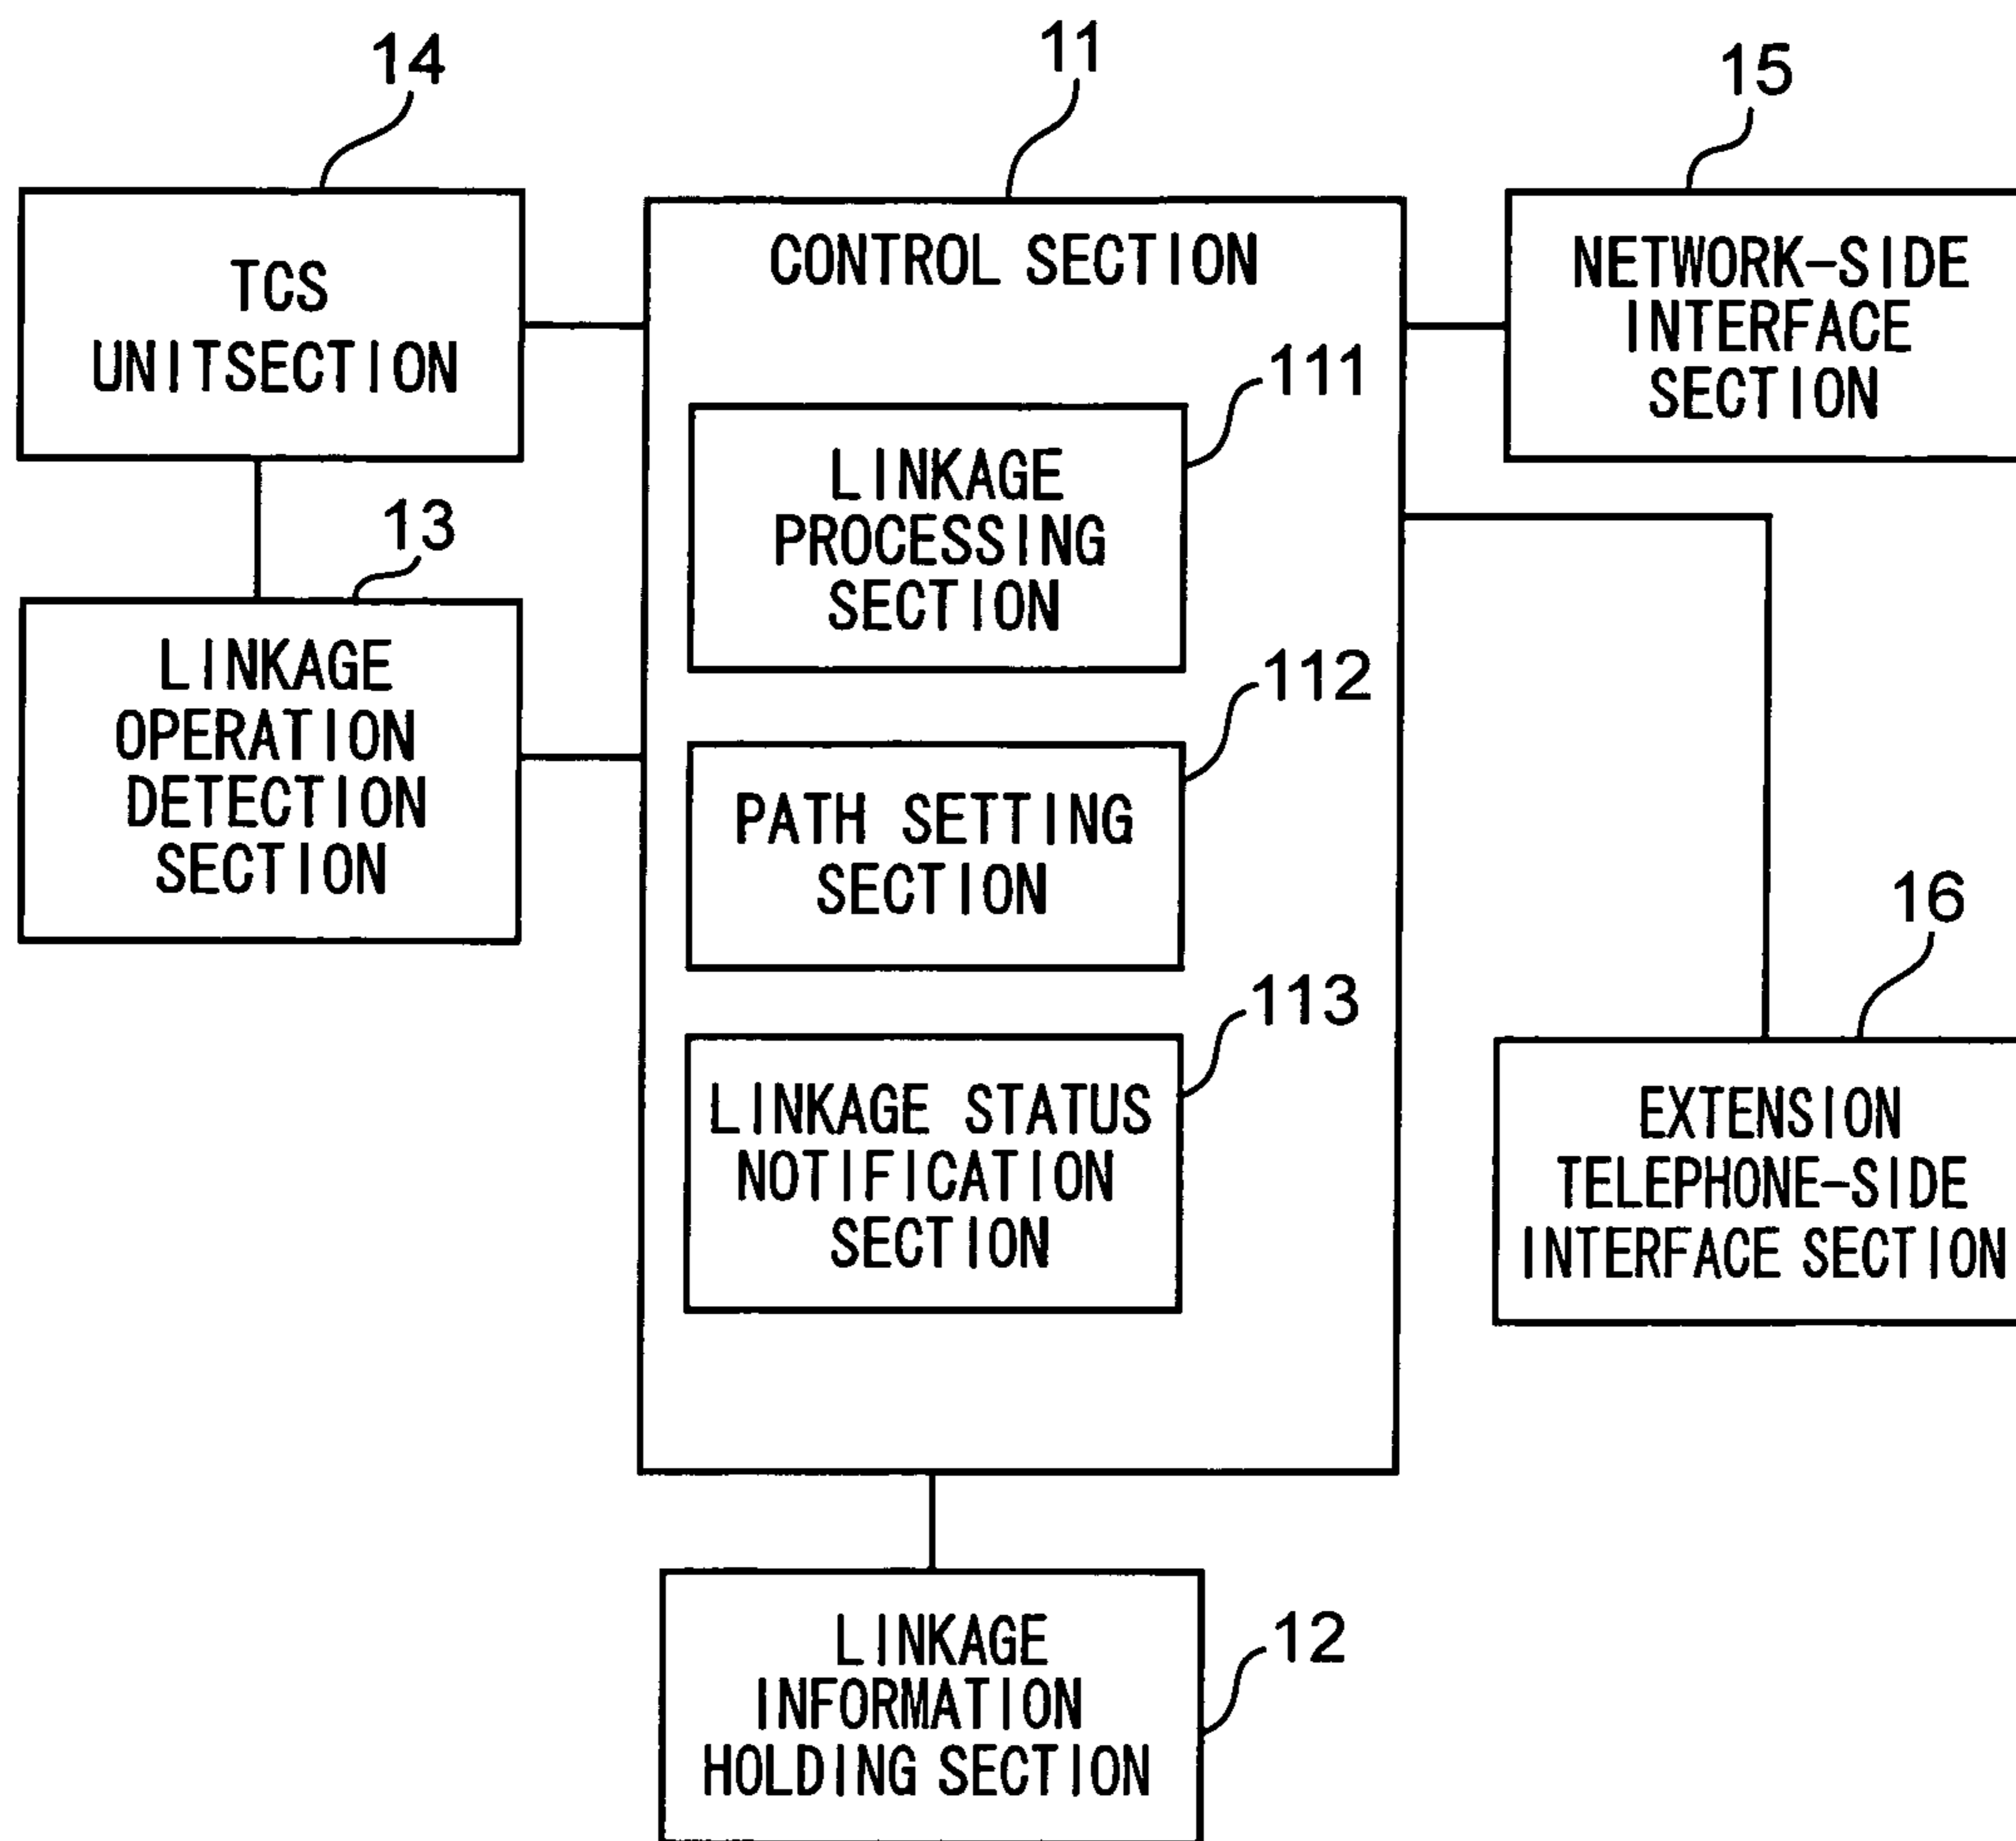 14
11
15
TCS
UNITSECTION
CONTROL SECTION
NETWORK-SIDE
INTERFACE
SECTION
111
LINKAGE
PROCESSING
SECTION
13
LINKAGE
OPERATION
DETECTION
SECTION
112
PATH SETTING
SECTION
113
LINKAGE STATUS
NOTIFICATION
SECTION
16
EXTENSION
TELEPHONE-SIDE
INTERFACE SECTION
12
LINKAGE
INFORMATION
HOLDING SECTION